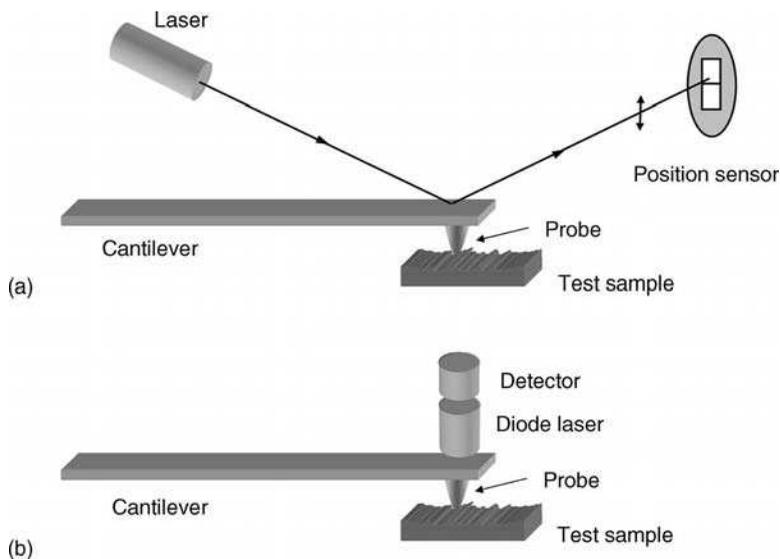 Laser
Position sensor
Probe
Cantilever
Test sample
(a)
Detector
Diode laser
Probe
Cantilever
Test sample
(b)